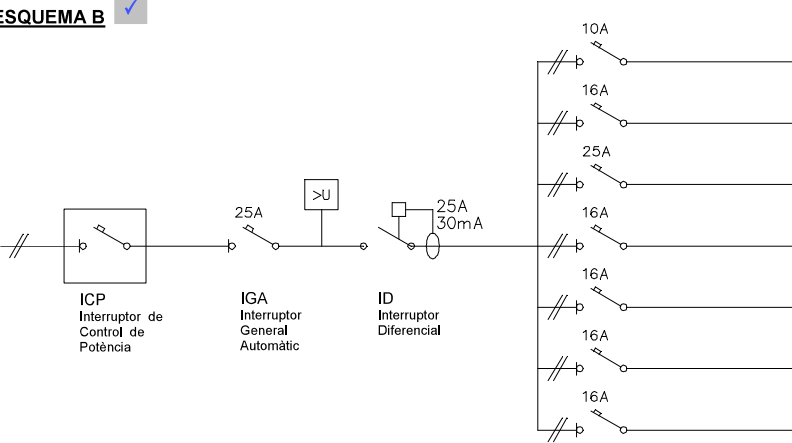 ESQUEMA B
10A
16A
25A
16A
16A
16A
16A
25A
>U
25A
30mA
ICP
Interruptor de
Control de
Potència
IGA
Interruptor
General
Automàtic
ID
Interruptor
Diferencial